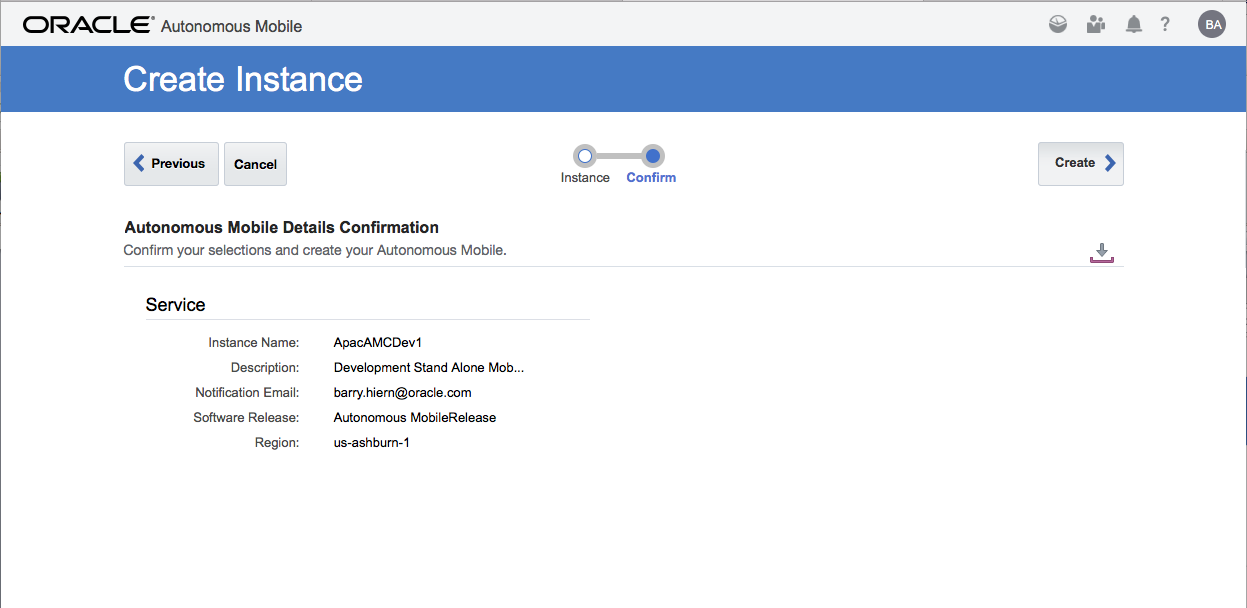 ORACLE® Autonomous Mobile
? BA
Create Instance
Previous Cancel Create
Instance Confirm
Autonomous Mobile Details Confirmation
Confirm your selections and create your Autonomous Mobile.
Service
Instance Name: ApacAMCDev1
Description: Development Stand Alone Mob...
Notification Email: barry.hiern@oracle.com
Software Release: Autonomous MobileRelease
Region: us-ashburn-1